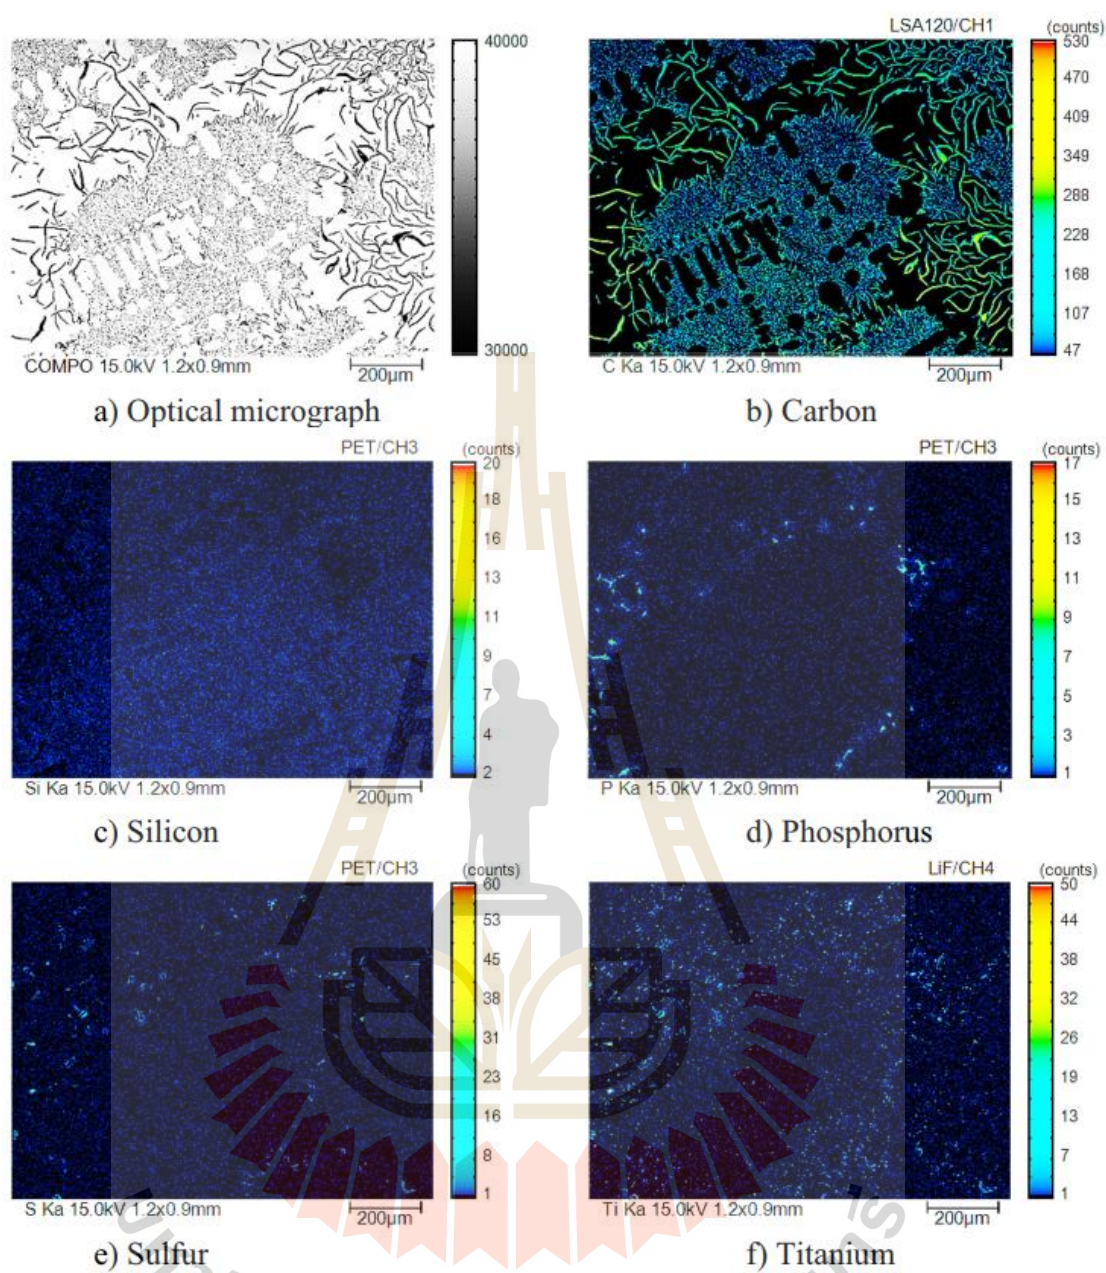 LSA120/CH1
(counts)
40000
30000
COMPO 15.0kV 1.2x0.9mm
200µm
530
470
409
349
288
228
168
107
47
C Ka 15.0kV 1.2x0.9mm
200µm
a) Optical micrograph
b) Carbon
PET/CH3
(counts)
20
18
16
13
11
9
7
4
2
Si Ka 15.0kV 1.2x0.9mm
200µm
PET/CH3
(counts)
17
15
13
11
9
7
5
3
1
P Ka 15.0kV 1.2x0.9mm
200µm
c) Silicon
d) Phosphorus
PET/CH3
(counts)
60
53
45
38
31
23
16
8
1
S Ka 15.0kV 1.2x0.9mm
200µm
LiF/CH4
(counts)
50
44
38
32
26
19
13
7
1
Ti Ka 15.0kV 1.2x0.9mm
200µm
e) Sulfur
f) Titanium